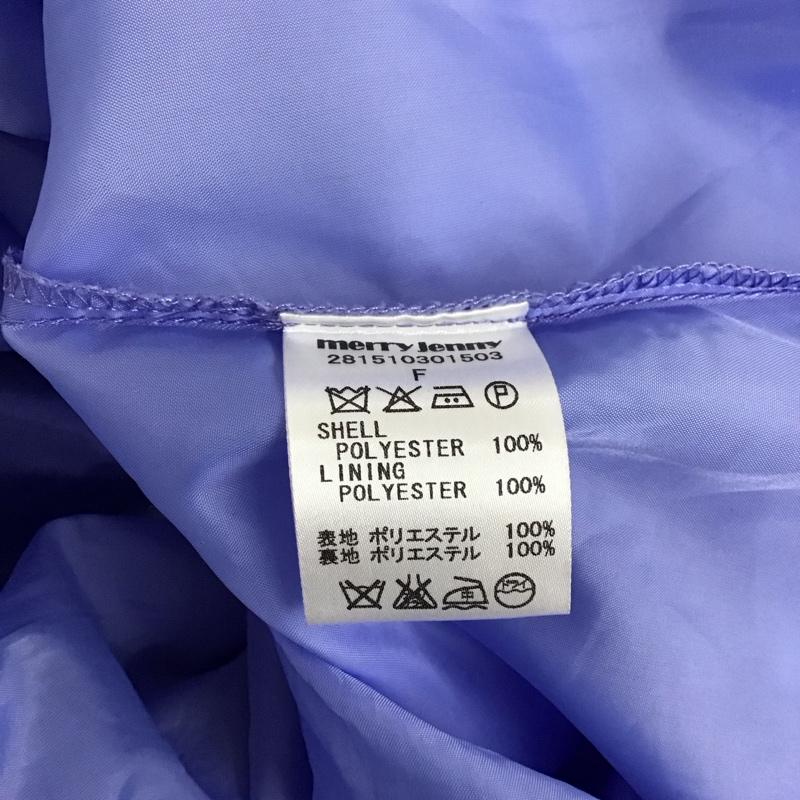 merry jenny
281510301503
F
P
SHELL
POLYESTER 100%
LINING
POLYESTER 100%
表地 ポリエステル 100%
裏地 ポリエステル 100%
中 ドライ